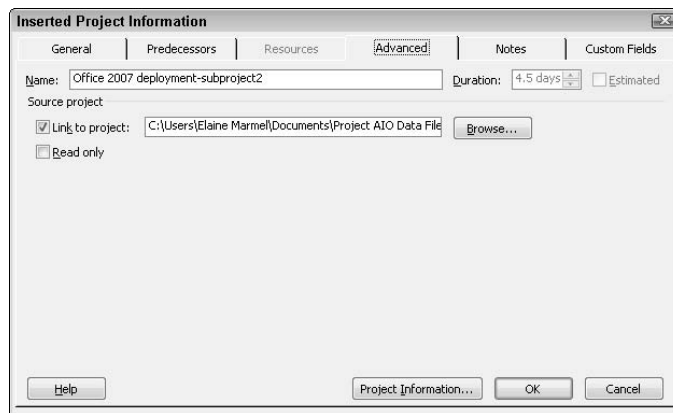 Inserted Project Information
General Predecessors Resources Advanced Notes Custom Fields
Name: Office 2007 deployment-subproject2 Duration: 4.5 days Estimated
Source project
Link to project: C:\Users\Elaine Marmel\Documents\Project AIO Data File Browse...
Read only
Help Project Information... OK Cancel